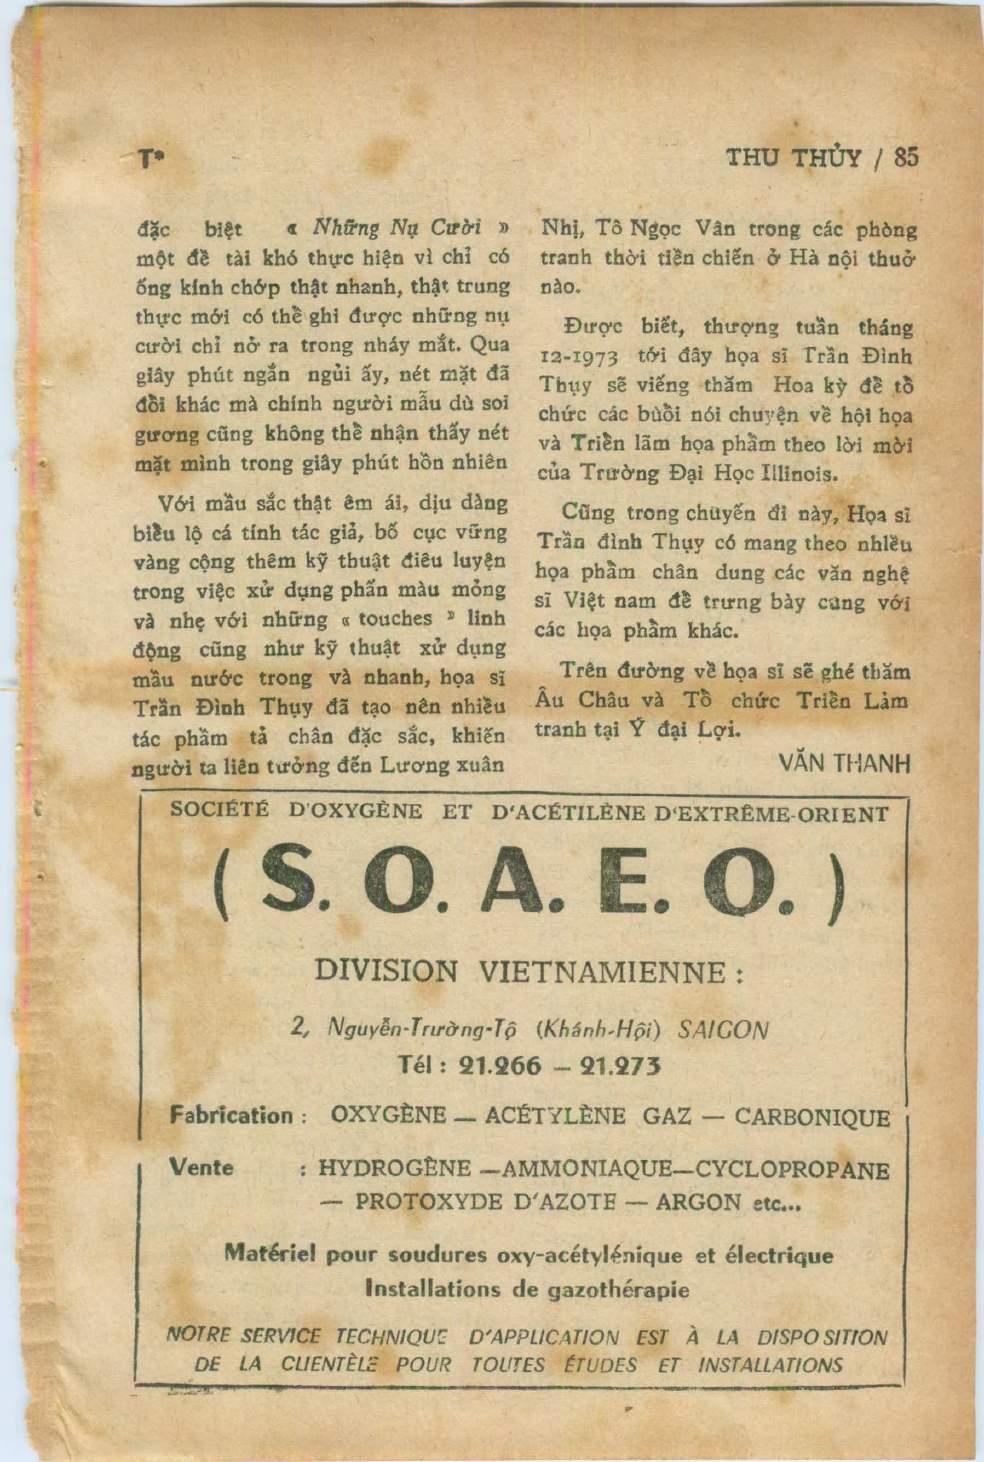 T*
THU THỦY / 85
đặc biệt « Những Nụ Cười »
một đề tài khó thực hiện vì chỉ có
ống kính chớp thật nhanh, thật trung
thực mới có thể ghi được những nụ
cười chỉ nở ra trong nháy mắt. Qua
giây phút ngắn ngủi ấy, nét mặt đã
đổi khác mà chính người mẫu dù soi
gương cũng không thể nhận thấy nét
mặt mình trong giây phút hồn nhiên
Với mầu sắc thật êm ái, dịu dàng
biểu lộ cá tính tác giả, bố cục vững
vàng cộng thêm kỹ thuật điêu luyện
trong việc xử dụng phấn màu mỏng
và nhẹ với những « touches » linh
động cũng như kỹ thuật xử dụng
mầu nước trong và nhanh, họa sĩ
Trần Đình Thụy đã tạo nên nhiều
tác phẩm tả chân đặc sắc, khiến
người ta liên tưởng đến Lương xuân
Nhị, Tô Ngọc Vân trong các phòng
tranh thời tiền chiến ở Hà nội thuở
nào.
Được biết, thượng tuần tháng
12-1973 tới đây họa sĩ Trần Đình
Thụy sẽ viếng thăm Hoa kỳ để tổ
chức các buổi nói chuyện về hội họa
và Triển lãm họa phẩm theo lời mời
của Trường Đại Học Illinois.
Cũng trong chuyến đi này, Họa sĩ
Trần đình Thụy có mang theo nhiều
họa phẩm chân dung các văn nghệ
sĩ Việt nam để trưng bày cùng với
các họa phẩm khác.
Trên đường về họa sĩ sẽ ghé thăm
Âu Châu và Tổ chức Triển Lảm
tranh tại Ý đại Lợi.
VĂN THANH
SOCIÉTÉ D'OXYGÈNE ET D'ACÉTILÈNE D'EXTRÊME-ORIENT
( S. O. A. E. O. )
DIVISION VIETNAMIENNE :
2, Nguyễn-Trường-Tộ (Khánh-Hội) SAIGON
Tél : 21.266 — 21.273
Fabrication : OXYGÈNE — ACÉTYLÈNE GAZ — CARBONIQUE
Vente : HYDROGÈNE —AMMONIAQUE—CYCLOPROPANE
— PROTOXYDE D'AZOTE — ARGON etc...
Matériel pour soudures oxy-acétylénique et électrique
Installations de gazothérapie
NOTRE SERVICE TECHNIQUE D'APPLICATION EST À LA DISPOSITION
DE LA CLIENTÈLE POUR TOUTES ÉTUDES ET INSTALLATIONS